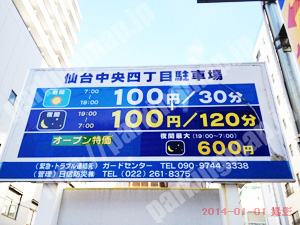 仙台中央四丁目駐車場
昼間 7:00 19:00 100円/30分
夜間 19:00 7:00 100円/120分
オープン特価 夜間最大(19:00~7:00) 600円
(緊急・トラブル連絡先) ガードセンター TEL 090-9744-3338
(管理) 日信防災㈱ TEL (022) 261-8375
2014-01-01 撮影